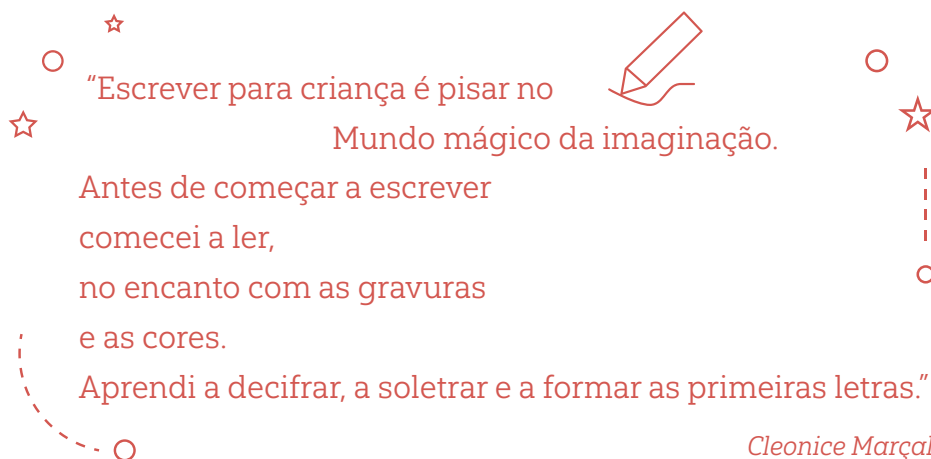 “Escrever para criança é pisar no
Mundo mágico da imaginação.
Antes de começar a escrever
comecei a ler,
no encanto com as gravuras
e as cores.
Aprendi a decifrar, a soletrar e a formar as primeiras letras.”
Cleonice Marçal